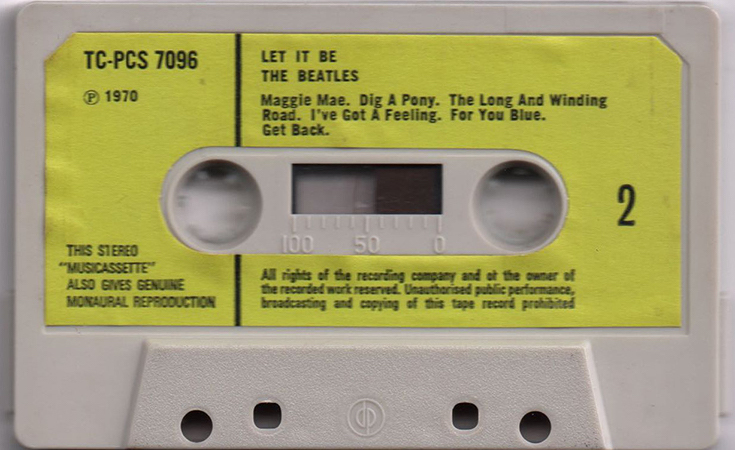 TC-PCS 7096
Ⓟ 1970
LET IT BE
THE BEATLES
Maggie Mae. Dig A Pony. The Long And Winding
Road. I've Got A Feeling. For You Blue.
Get Back.
2
100 50 0
THIS STEREO
"MUSICASSETTE"
ALSO GIVES GENUINE
MONAURAL REPRODUCTION
All rights of the recording company and of the owner of
the recorded work reserved. Unauthorised public performance,
broadcasting and copying of this tape record prohibited